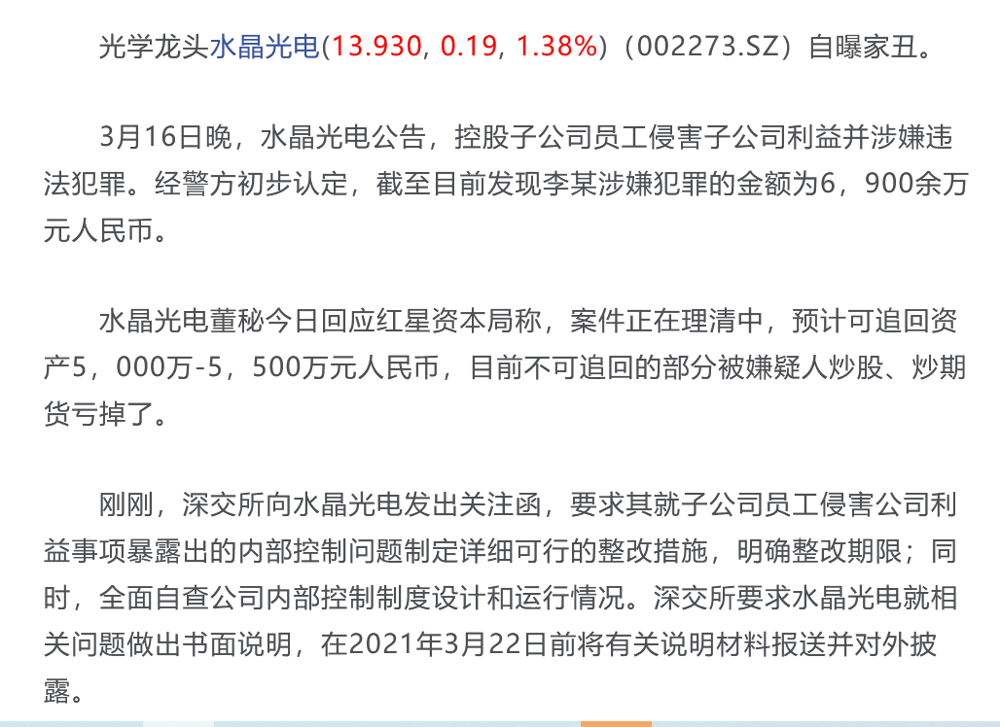 光学龙头水晶光电(13.930, 0.19, 1.38%)（002273.SZ）自曝家丑。
3月16日晚，水晶光电公告，控股子公司员工侵害子公司利益并涉嫌违
法犯罪。经警方初步认定，截至目前发现李某涉嫌犯罪的金额为6，900余万
元人民币。
水晶光电董秘今日回应红星资本局称，案件正在理清中，预计可追回资
产5，000万-5，500万元人民币，目前不可追回的部分被嫌疑人炒股、炒期
货亏掉了。
刚刚，深交所向水晶光电发出关注函，要求其就子公司员工侵害公司利
益事项暴露出的内部控制问题制定详细可行的整改措施，明确整改期限；同
时，全面自查公司内部控制制度设计和运行情况。深交所要求水晶光电就相
关问题做出书面说明，在2021年3月22日前将有关说明材料报送并对外披
露。